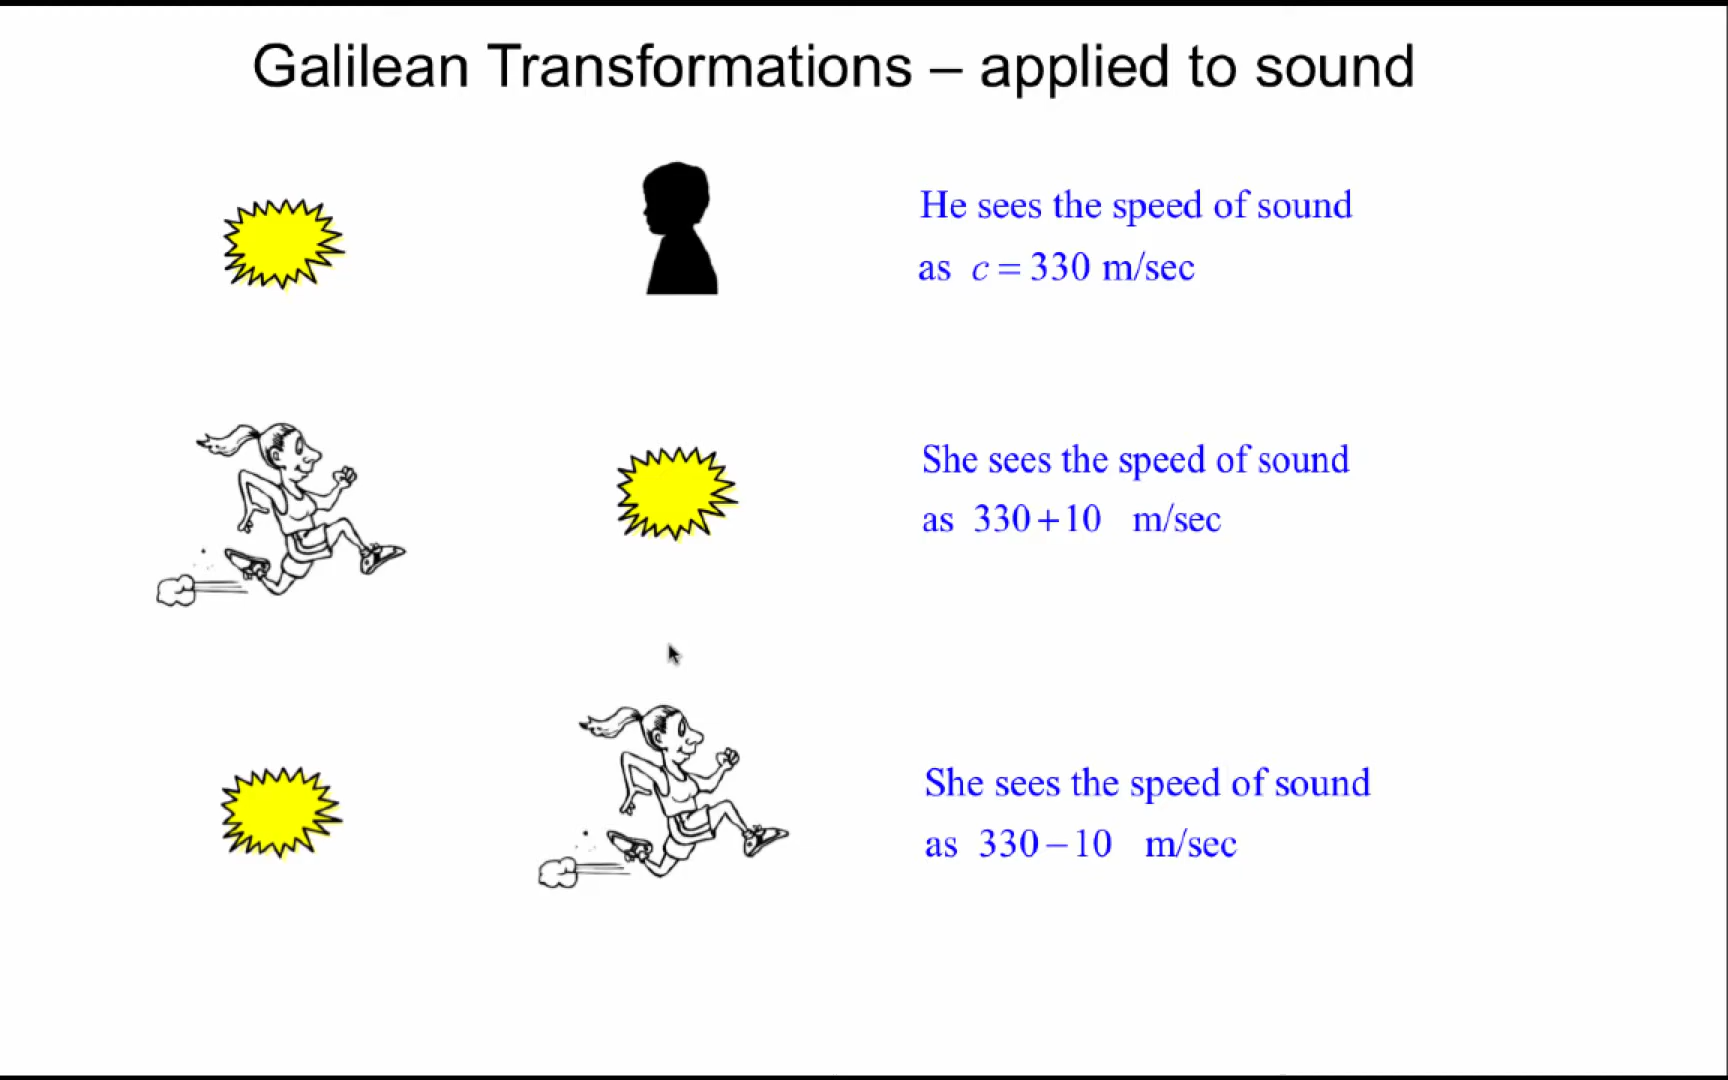 Galilean Transformations – applied to sound
He sees the speed of sound
as c = 330 m/sec
She sees the speed of sound
as 330 + 10 m/sec
She sees the speed of sound
as 330 − 10 m/sec